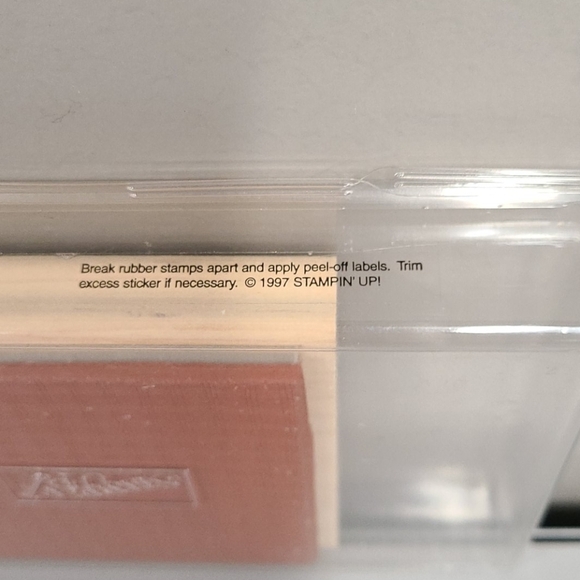 Break rubber stamps apart and apply peel-off labels. Trim
excess sticker if necessary. © 1997 STAMPIN' UP!